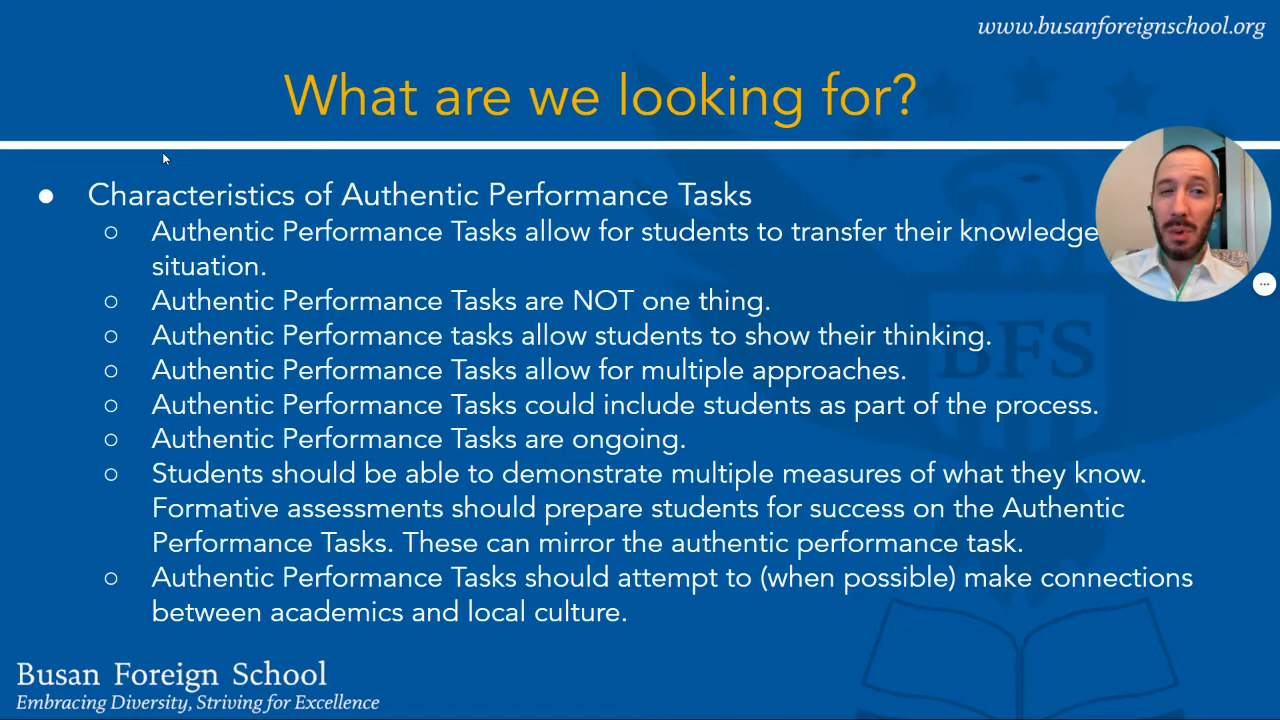 www.busanforeignschool.org
What are we looking for?
● Characteristics of Authentic Performance Tasks
○ Authentic Performance Tasks allow for students to transfer their knowledge
situation.
○ Authentic Performance Tasks are NOT one thing.
○ Authentic Performance tasks allow students to show their thinking.
○ Authentic Performance Tasks allow for multiple approaches.
○ Authentic Performance Tasks could include students as part of the process.
○ Authentic Performance Tasks are ongoing.
○ Students should be able to demonstrate multiple measures of what they know.
Formative assessments should prepare students for success on the Authentic
Performance Tasks. These can mirror the authentic performance task.
○ Authentic Performance Tasks should attempt to (when possible) make connections
between academics and local culture.
BFS
Busan Foreign School
Embracing Diversity, Striving for Excellence